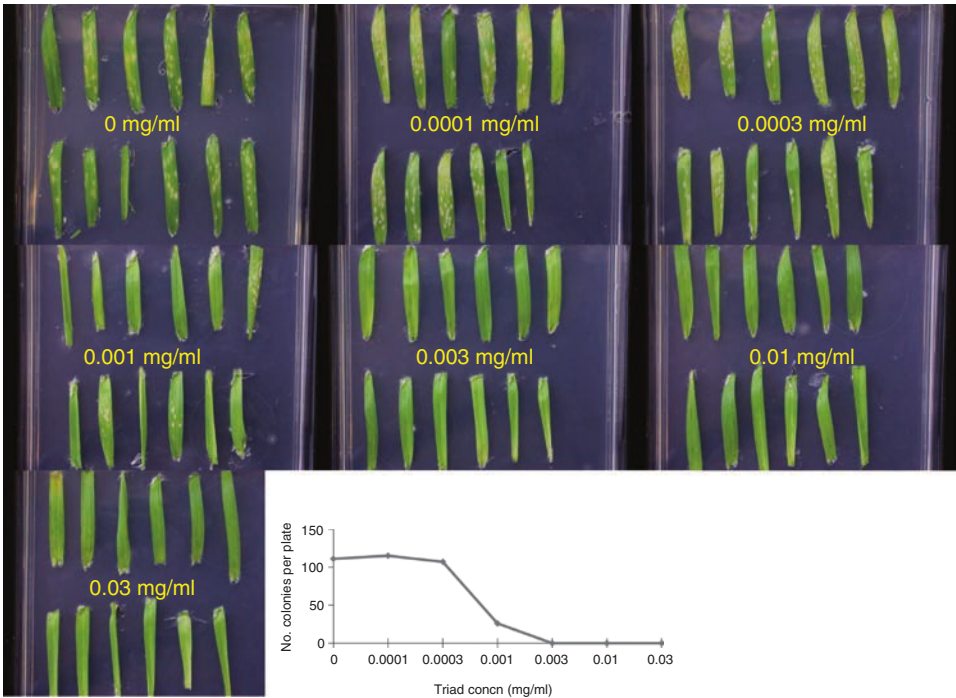 0 mg/ml
0.0001 mg/ml
0.0003 mg/ml
0.001 mg/ml
0.003 mg/ml
0.01 mg/ml
0.03 mg/ml
No. colonies per plate
150
100
50
0
0 0.0001 0.0003 0.001 0.003 0.01 0.03
Triad concn (mg/ml)